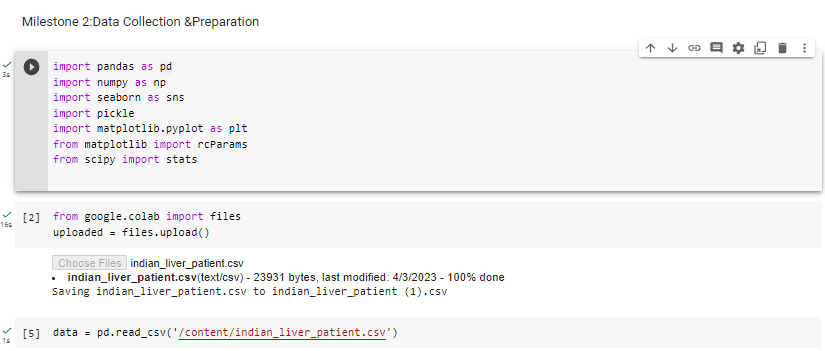 Milestone 2:Data Collection &Preparation
3s
import pandas as pd
import numpy as np
import seaborn as sns
import pickle
import matplotlib.pyplot as plt
from matplotlib import rcParams
from scipy import stats
16s
[2]
from google.colab import files
uploaded = files.upload()
Choose Files indian_liver_patient.csv
• indian_liver_patient.csv(text/csv) - 23931 bytes, last modified: 4/3/2023 - 100% done
Saving indian_liver_patient.csv to indian_liver_patient (1).csv
1s
[5] data = pd.read_csv('/content/indian_liver_patient.csv')